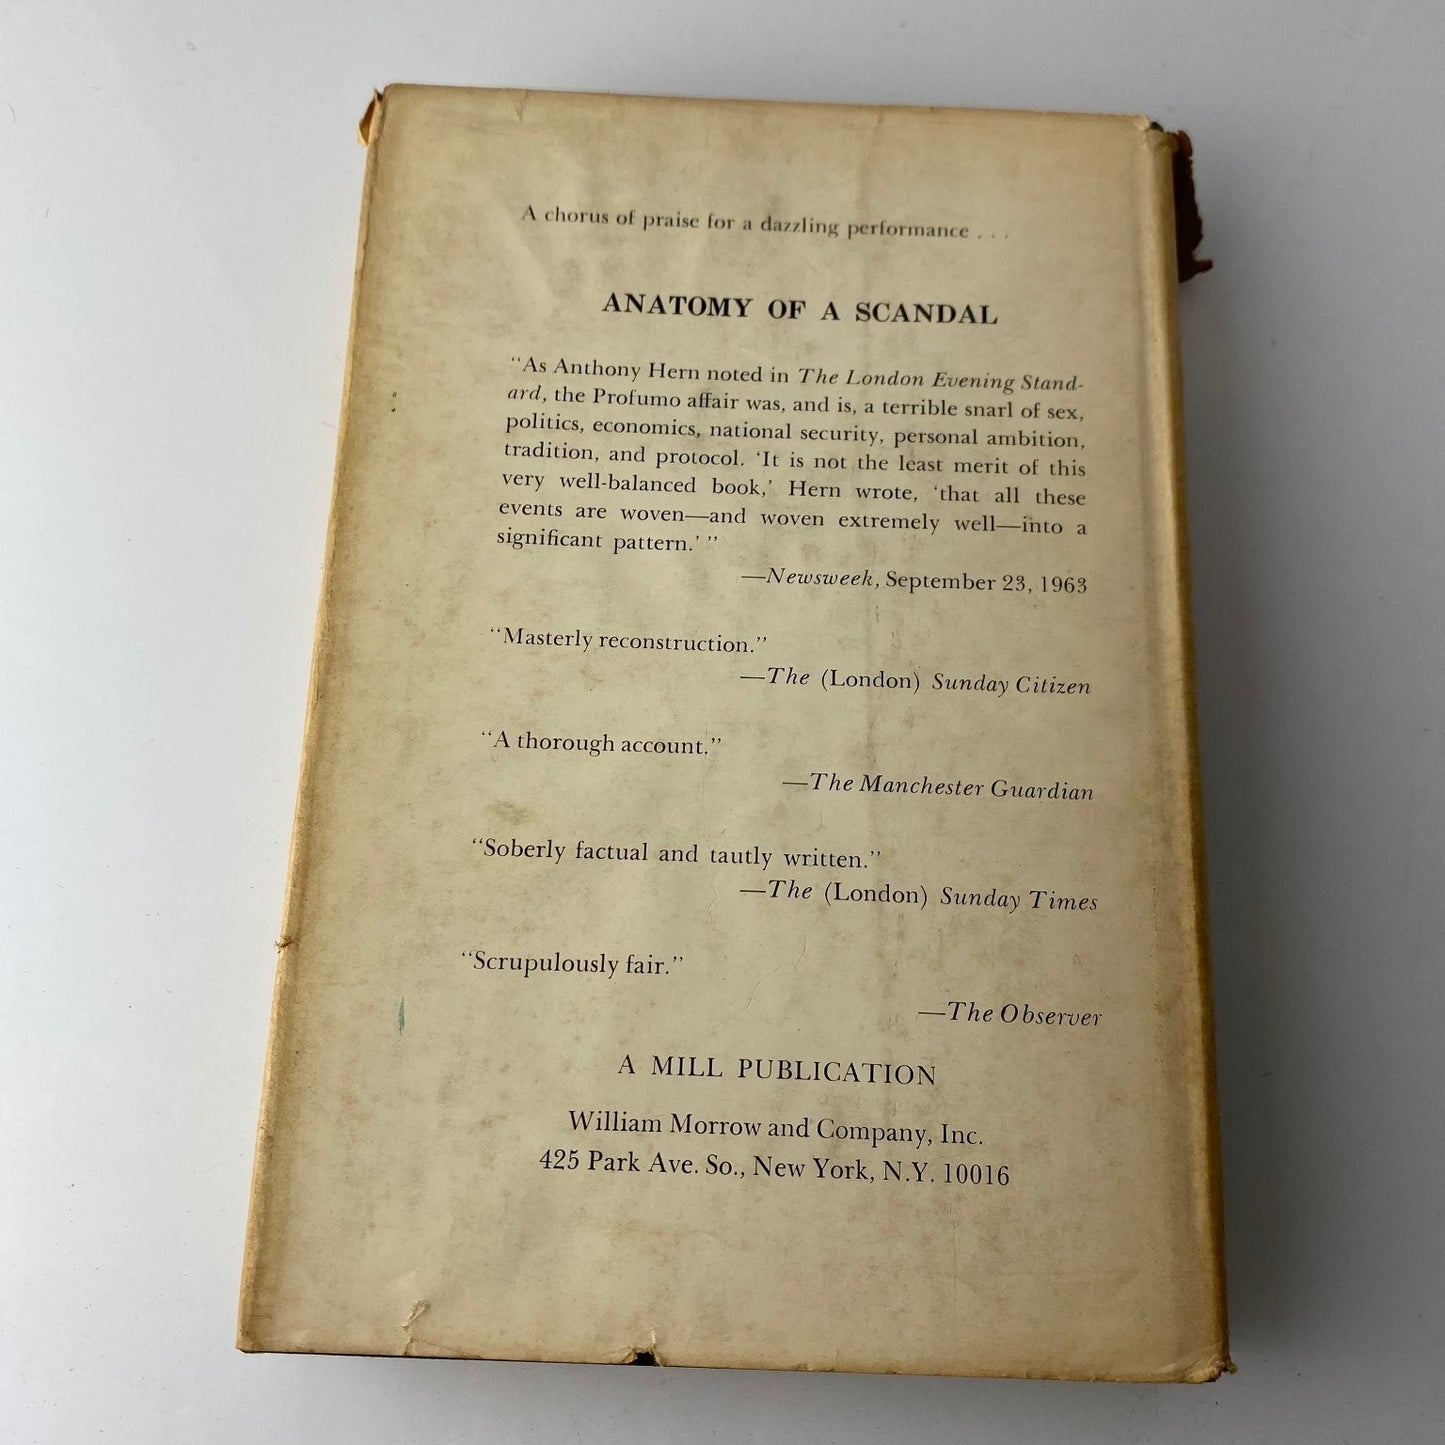 A chorus of praise for a dazzling performance . . .
ANATOMY OF A SCANDAL
"As Anthony Hern noted in The London Evening Stand-
ard, the Profumo affair was, and is, a terrible snarl of sex,
politics, economics, national security, personal ambition,
tradition, and protocol. 'It is not the least merit of this
very well-balanced book,' Hern wrote, 'that all these
events are woven—and woven extremely well—into a
significant pattern.' "
—Newsweek, September 23, 1963
"Masterly reconstruction."
—The (London) Sunday Citizen
"A thorough account."
—The Manchester Guardian
"Soberly factual and tautly written."
—The (London) Sunday Times
"Scrupulously fair."
—The Observer
A MILL PUBLICATION
William Morrow and Company, Inc.
425 Park Ave. So., New York, N.Y. 10016